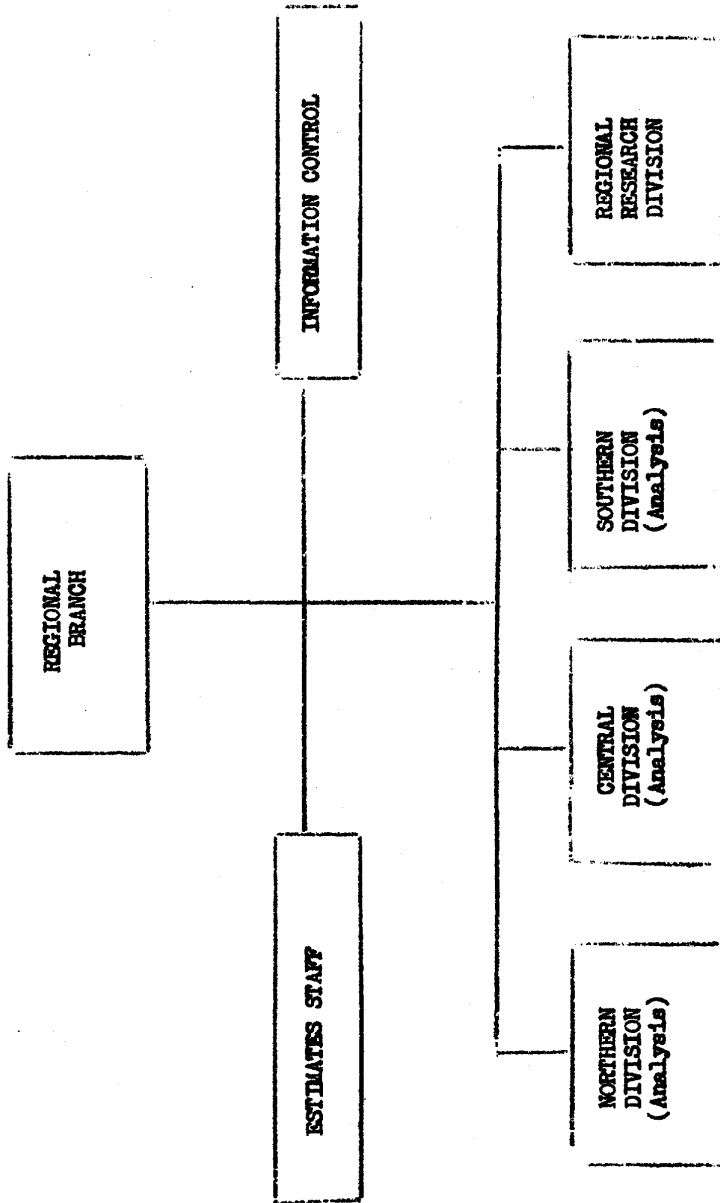 REGIONAL
BRANCH
ESTIMATES STAFF
INFORMATION CONTROL
NORTHERN
DIVISION
(Analysis)
CENTRAL
DIVISION
(Analysis)
SOUTHERN
DIVISION
(Analysis)
REGIONAL
RESEARCH
DIVISION